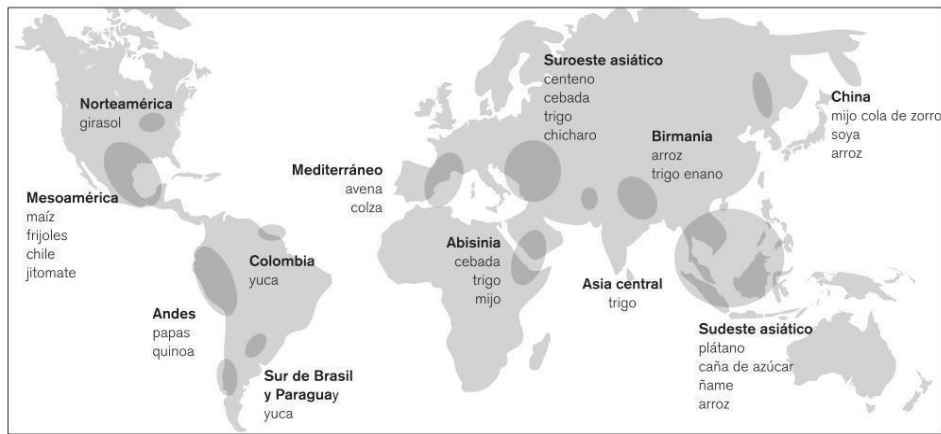 Norteamérica
girasol
Mesoamérica
maíz
frijoles
chile
jitomate
Colombia
yuca
Andes
papas
quinoa
Sur de Brasil
y Paraguay
yuca
Mediterráneo
avena
colza
Suroeste asiático
centeno
cebada
trigo
chicharo
Abisinia
cebada
trigo
mijo
Birmania
arroz
trigo enano
Asia central
trigo
China
mijo cola de zorro
soya
arroz
Sudeste asiático
plátano
caña de azúcar
ñame
arroz